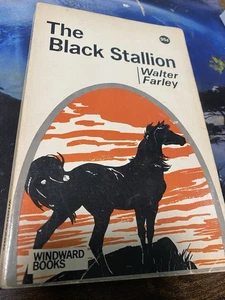 The
Black Stallion
Walter
Farley
WINDWARD
BOOKS